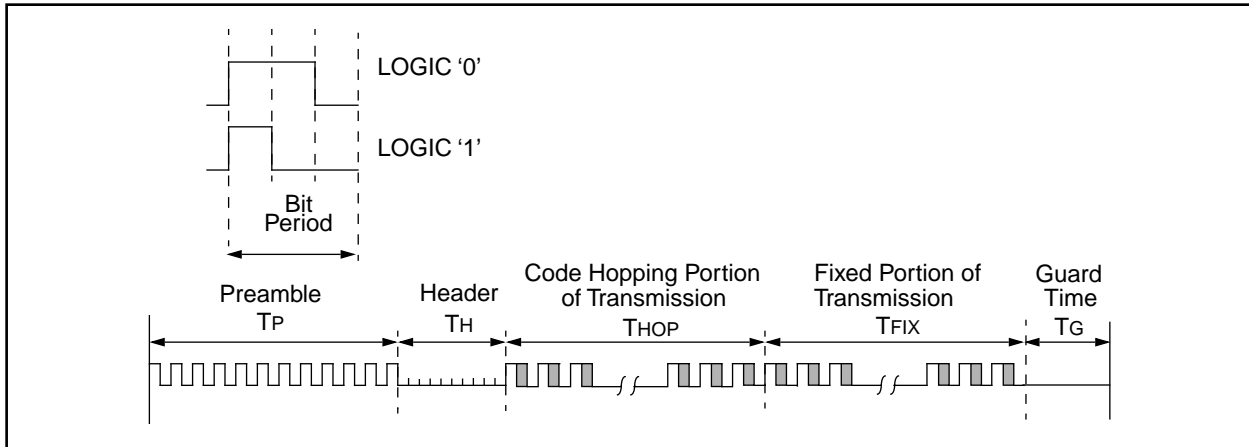 LOGIC ‘0’
LOGIC ‘1’
Bit
Period
Preamble
TP
Header
TH
Code Hopping Portion
of Transmission
THOP
Fixed Portion of
Transmission
TFIX
Guard
Time
TG